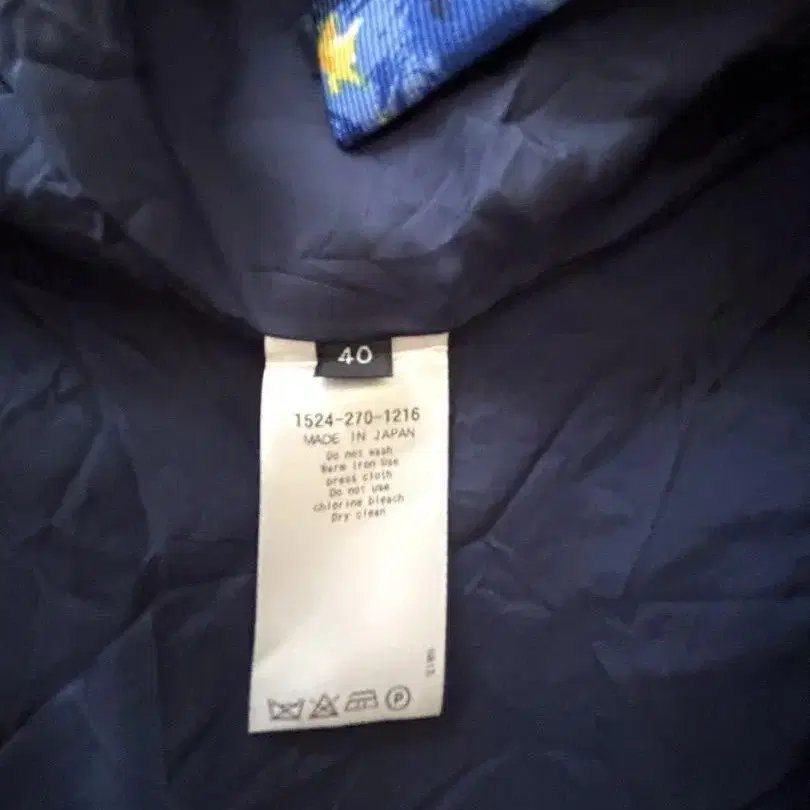 40
1524-270-1216
MADE IN JAPAN
Do not wash
Warm iron Use
press cloth
Do not use
chlorine bleach
Dry clean
P